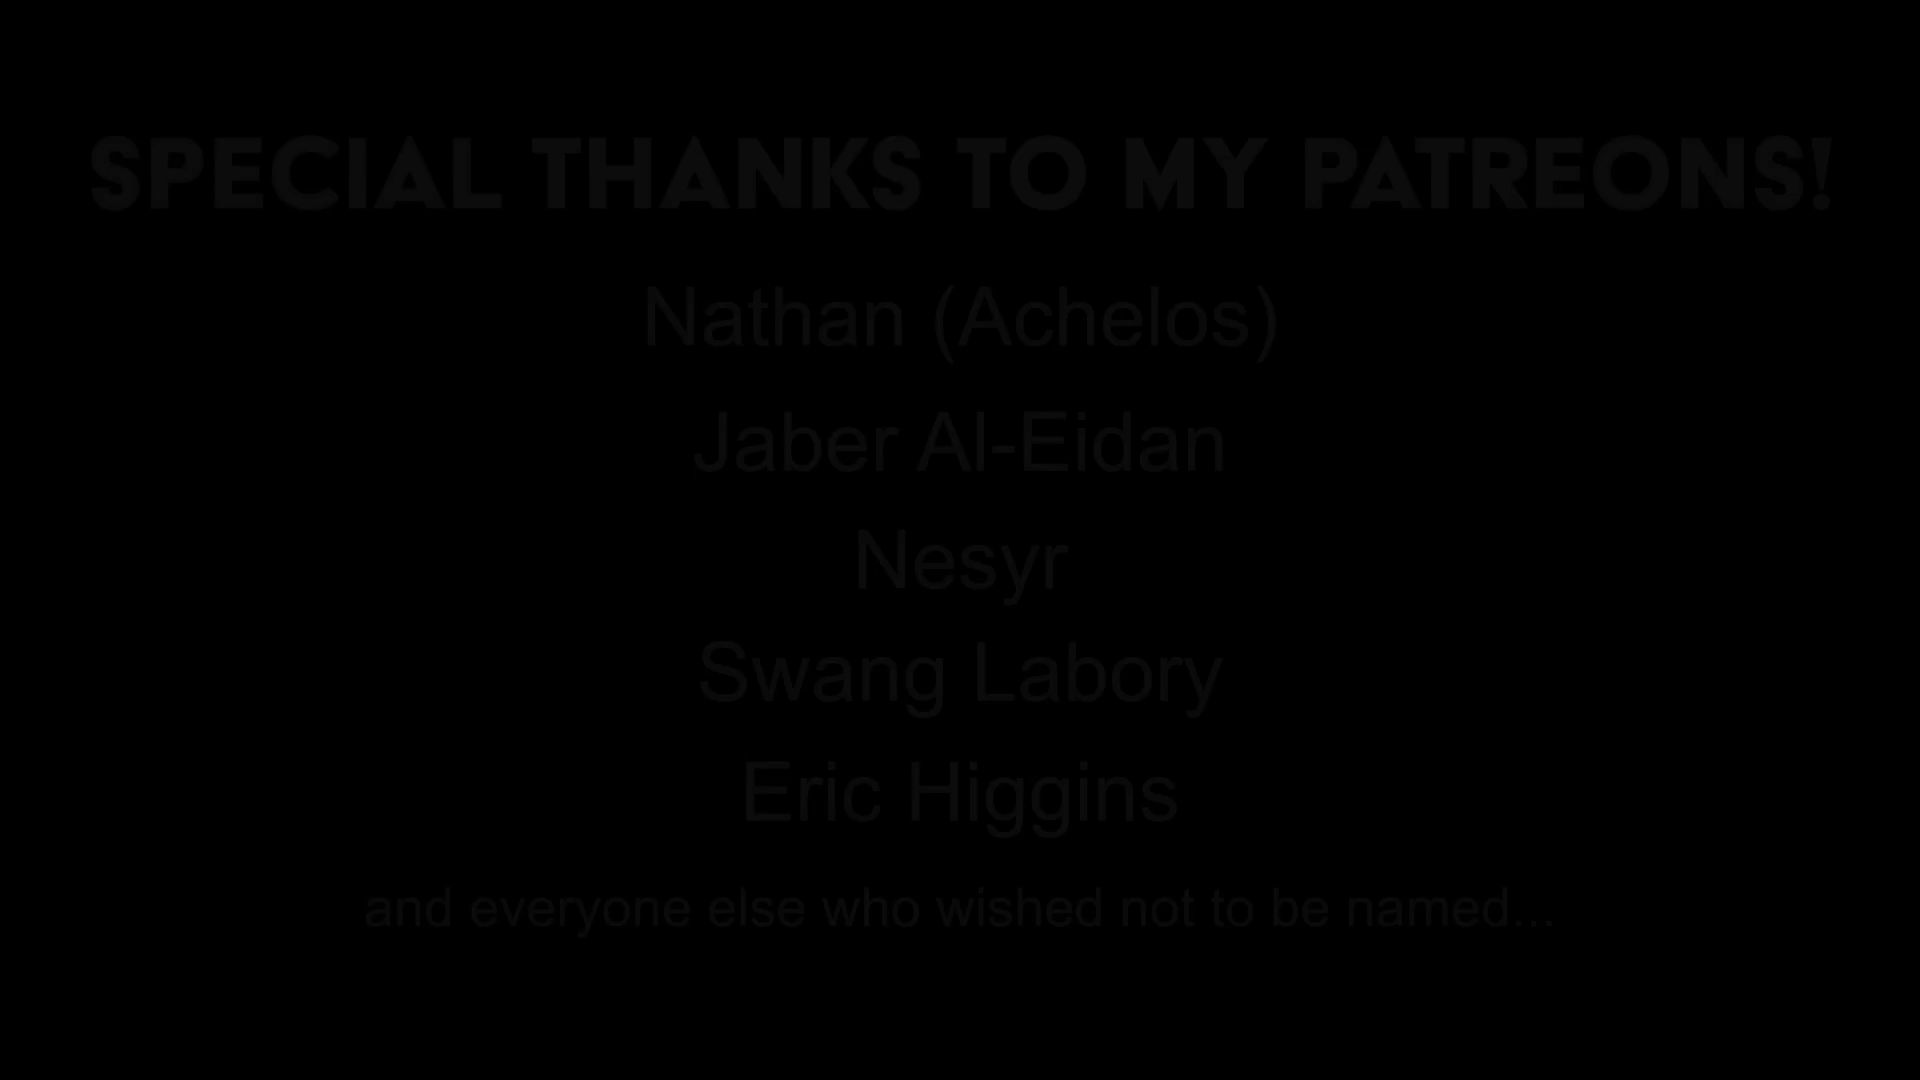 SPECIAL THANKS TO MY PATREONS!
Nathan (Achelos)
Jaber Al-Eidan
Nesyr
Swang Labory
Eric Higgins
and everyone else who wished not to be named...